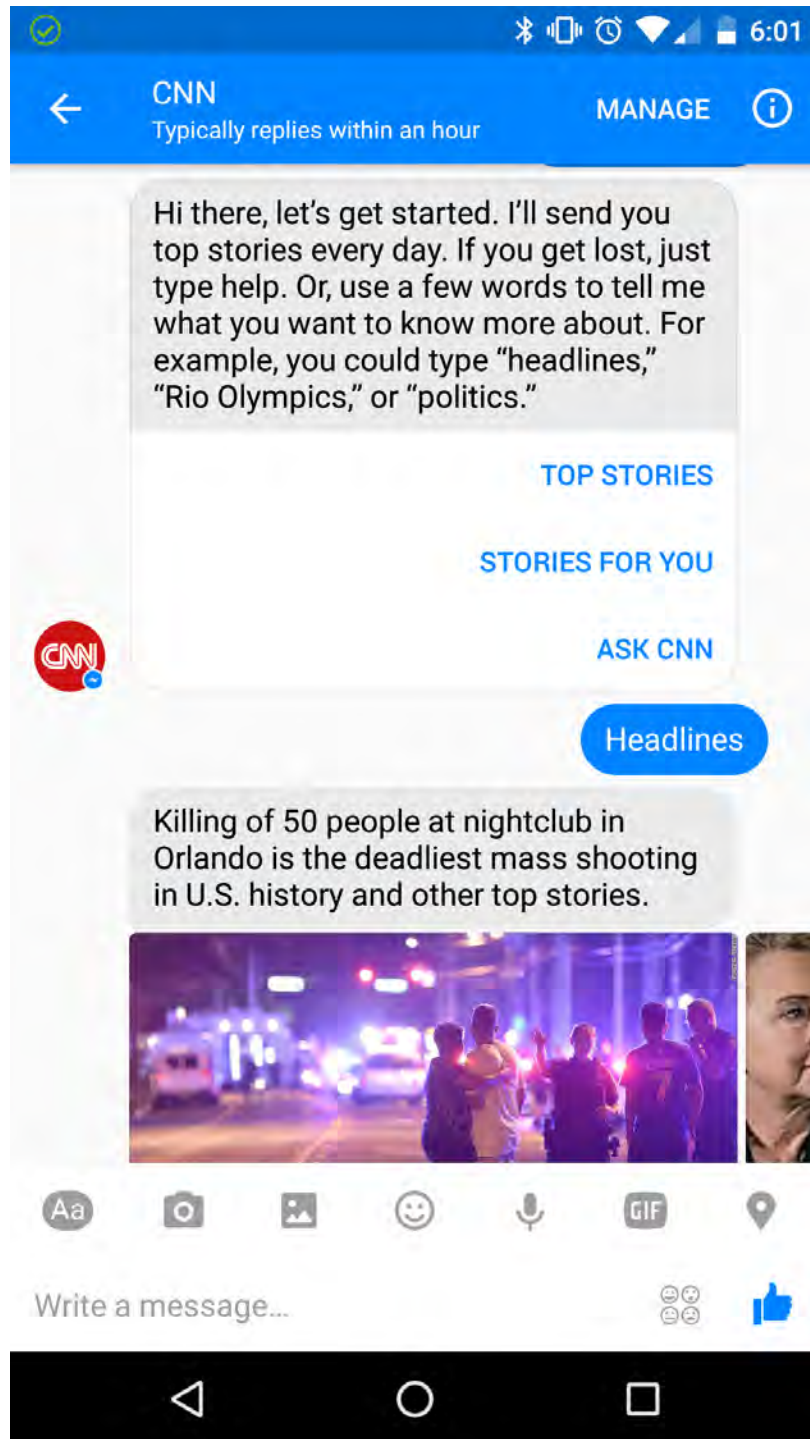 6:01
CNN
Typically replies within an hour
MANAGE
Hi there, let's get started. I'll send you
top stories every day. If you get lost, just
type help. Or, use a few words to tell me
what you want to know more about. For
example, you could type “headlines,”
“Rio Olympics,” or “politics.”
TOP STORIES
STORIES FOR YOU
ASK CNN
CNN
Headlines
Killing of 50 people at nightclub in
Orlando is the deadliest mass shooting
in U.S. history and other top stories.
7
Aa
GIF
Write a message...